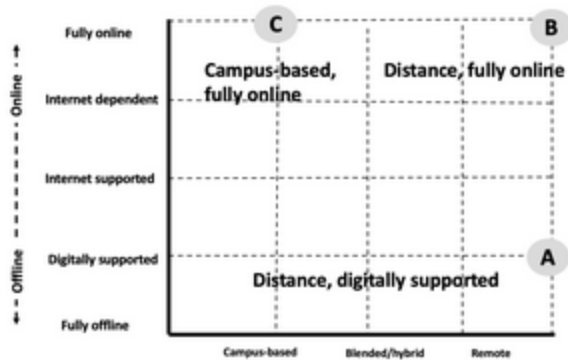 Fully online
C
B
Campus-based,
fully online
Distance, fully online
Online
Internet dependent
Internet supported
Offline
Digitally supported
A
Distance, digitally supported
Fully offline
Campus-based
Blended/hybrid
Remote